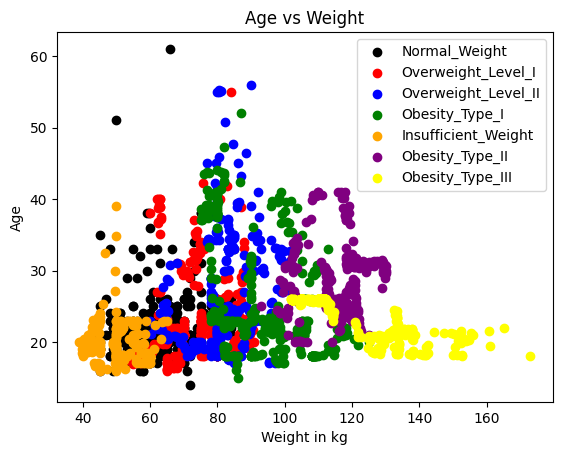 Age vs Weight
Normal_Weight
Overweight_Level_I
Overweight_Level_II
Obesity_Type_I
Insufficient_Weight
Obesity_Type_II
Obesity_Type_III
Age
60
50
40
30
20
40 60 80 100 120 140 160
Weight in kg